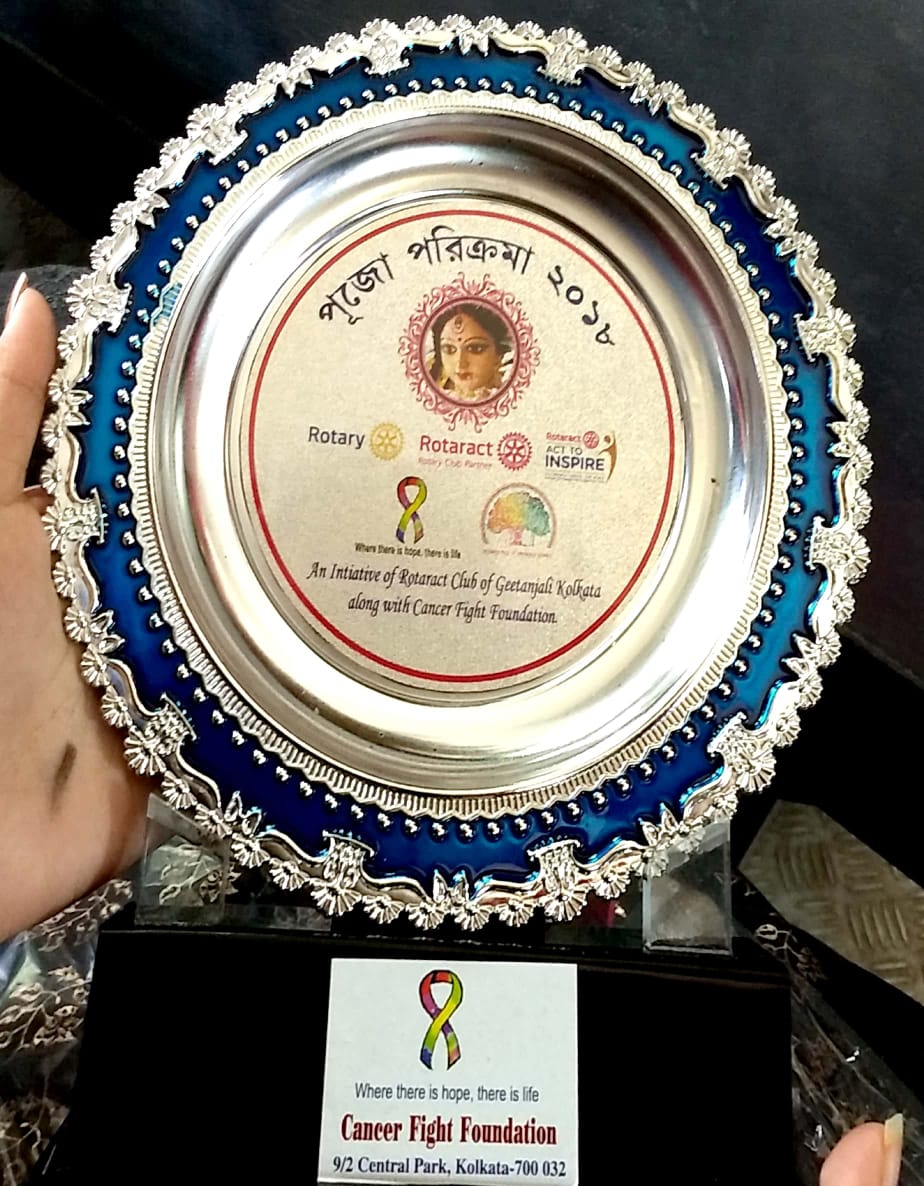 পূজো পরিক্রমা ২০১৮
Rotary
Rotaract
Rotary Club Partner
Rotaract
ACT TO
INSPIRE
Where there is hope, there is life
An Intiative of Rotaract Club of Geetanjali Kolkata
along with Cancer Fight Foundation.
Where there is hope, there is life
Cancer Fight Foundation
9/2 Central Park, Kolkata-700 032